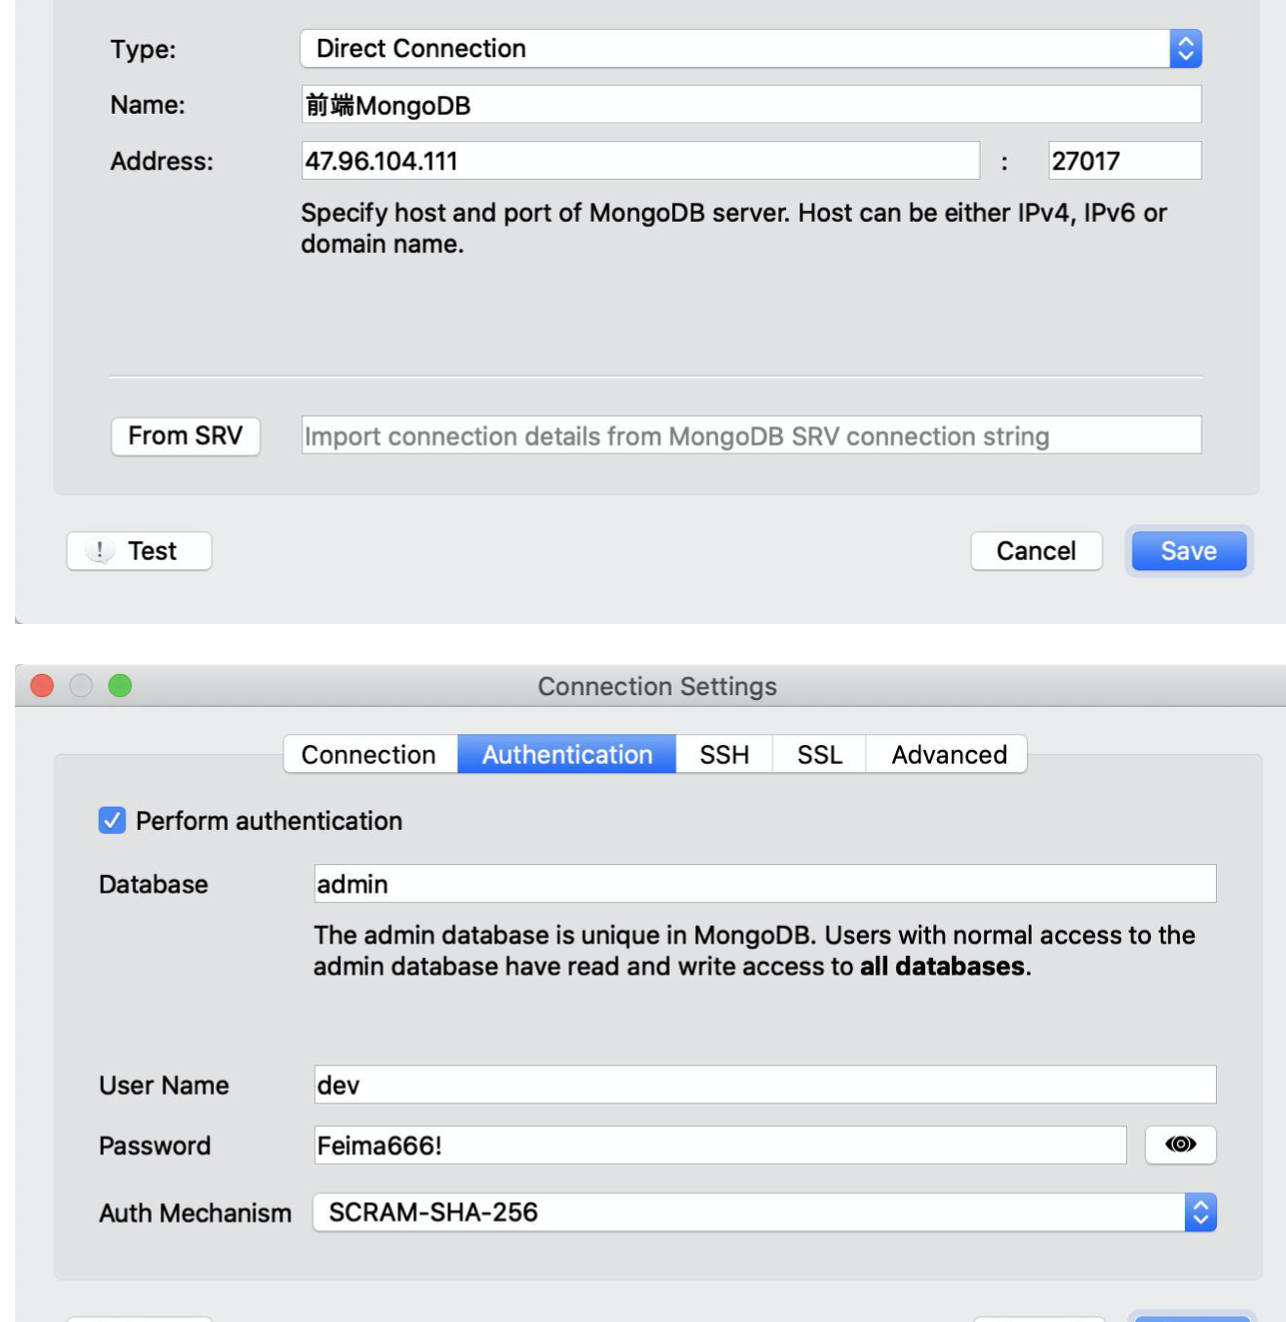 Type:
Direct Connection
Name:
前端MongoDB
Address:
47.96.104.111 : 27017
Specify host and port of MongoDB server. Host can be either IPv4, IPv6 or
domain name.
From SRV
Import connection details from MongoDB SRV connection string
! Test
Cancel
Save
Connection Settings
Connection
Authentication
SSH
SSL
Advanced
Perform authentication
Database
admin
The admin database is unique in MongoDB. Users with normal access to the
admin database have read and write access to all databases.
User Name
dev
Password
Feima666!
Auth Mechanism
SCRAM-SHA-256